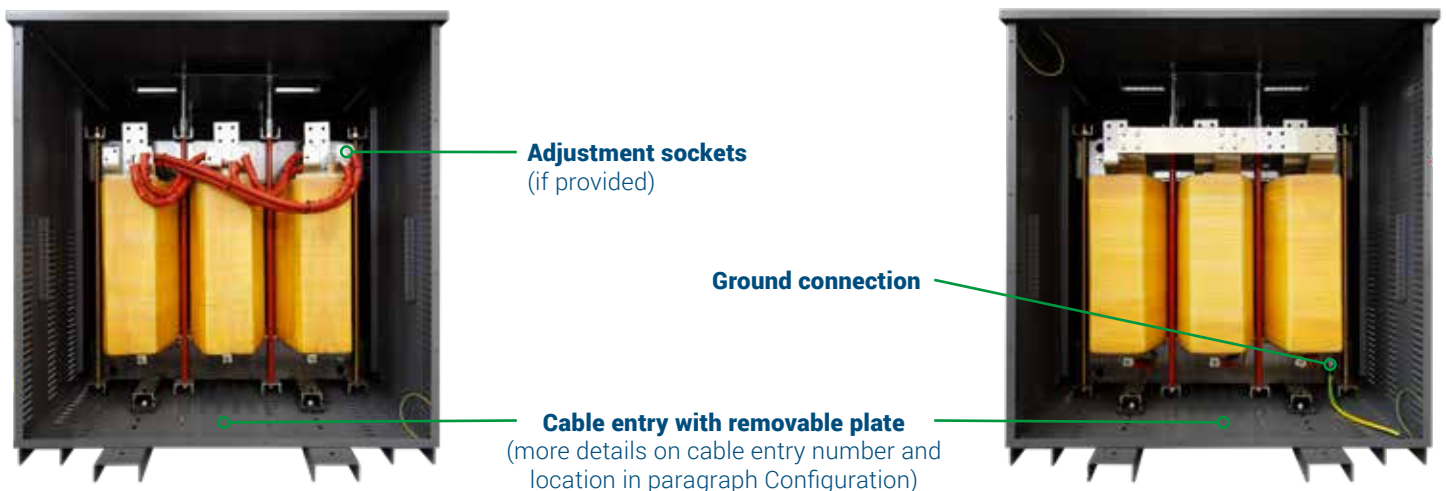 Adjustment sockets
(if provided)
Ground connection
Cable entry with removable plate
(more details on cable entry number and
location in paragraph Configuration)